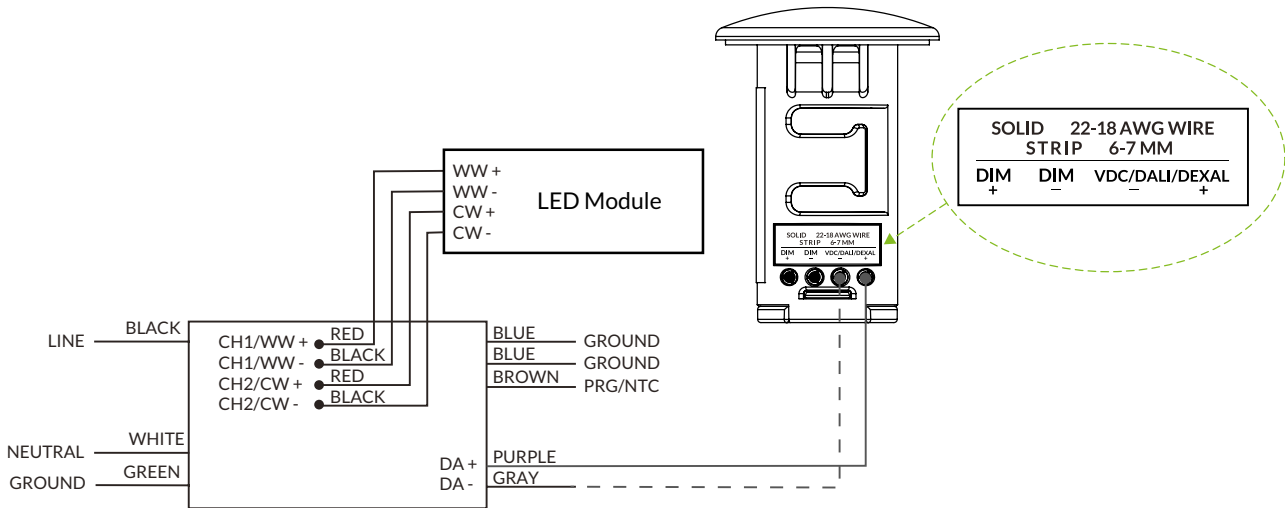 SOLID 22-18 AWG WIRE
STRIP 6-7 MM
DIM DIM VDC/DALI/DEXAL
+ − − +
WW +
WW -
CW +
CW -
LED Module
SOLID 22-18 AWG WIRE
STRIP 6-7 MM
DIM DIM VDC/DALI/DEXAL
+ − − +
LINE
BLACK
CH1/WW +
RED
CH1/WW -
BLACK
CH2/CW +
RED
CH2/CW -
BLACK
BLUE
GROUND
BLUE
GROUND
BROWN
PRG/NTC
NEUTRAL
WHITE
GROUND
GREEN
DA +
PURPLE
DA -
GRAY